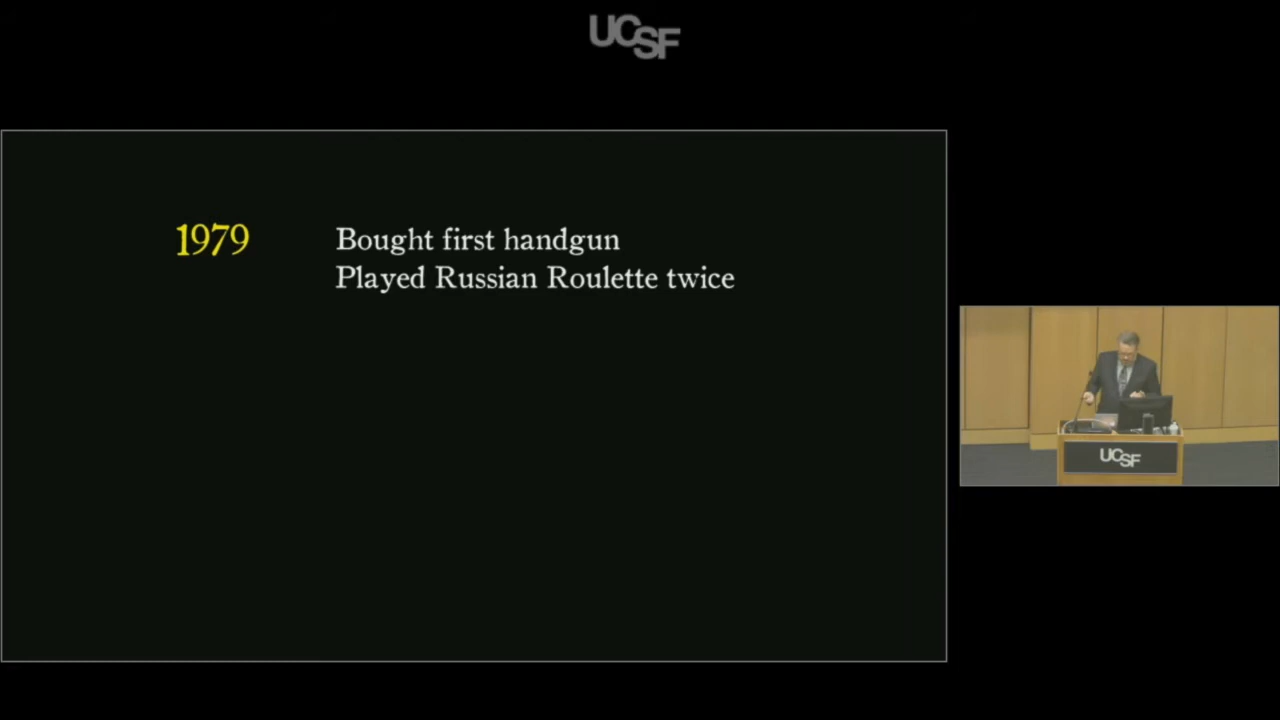 UCSF
1979
Bought first handgun
Played Russian Roulette twice
UCSF